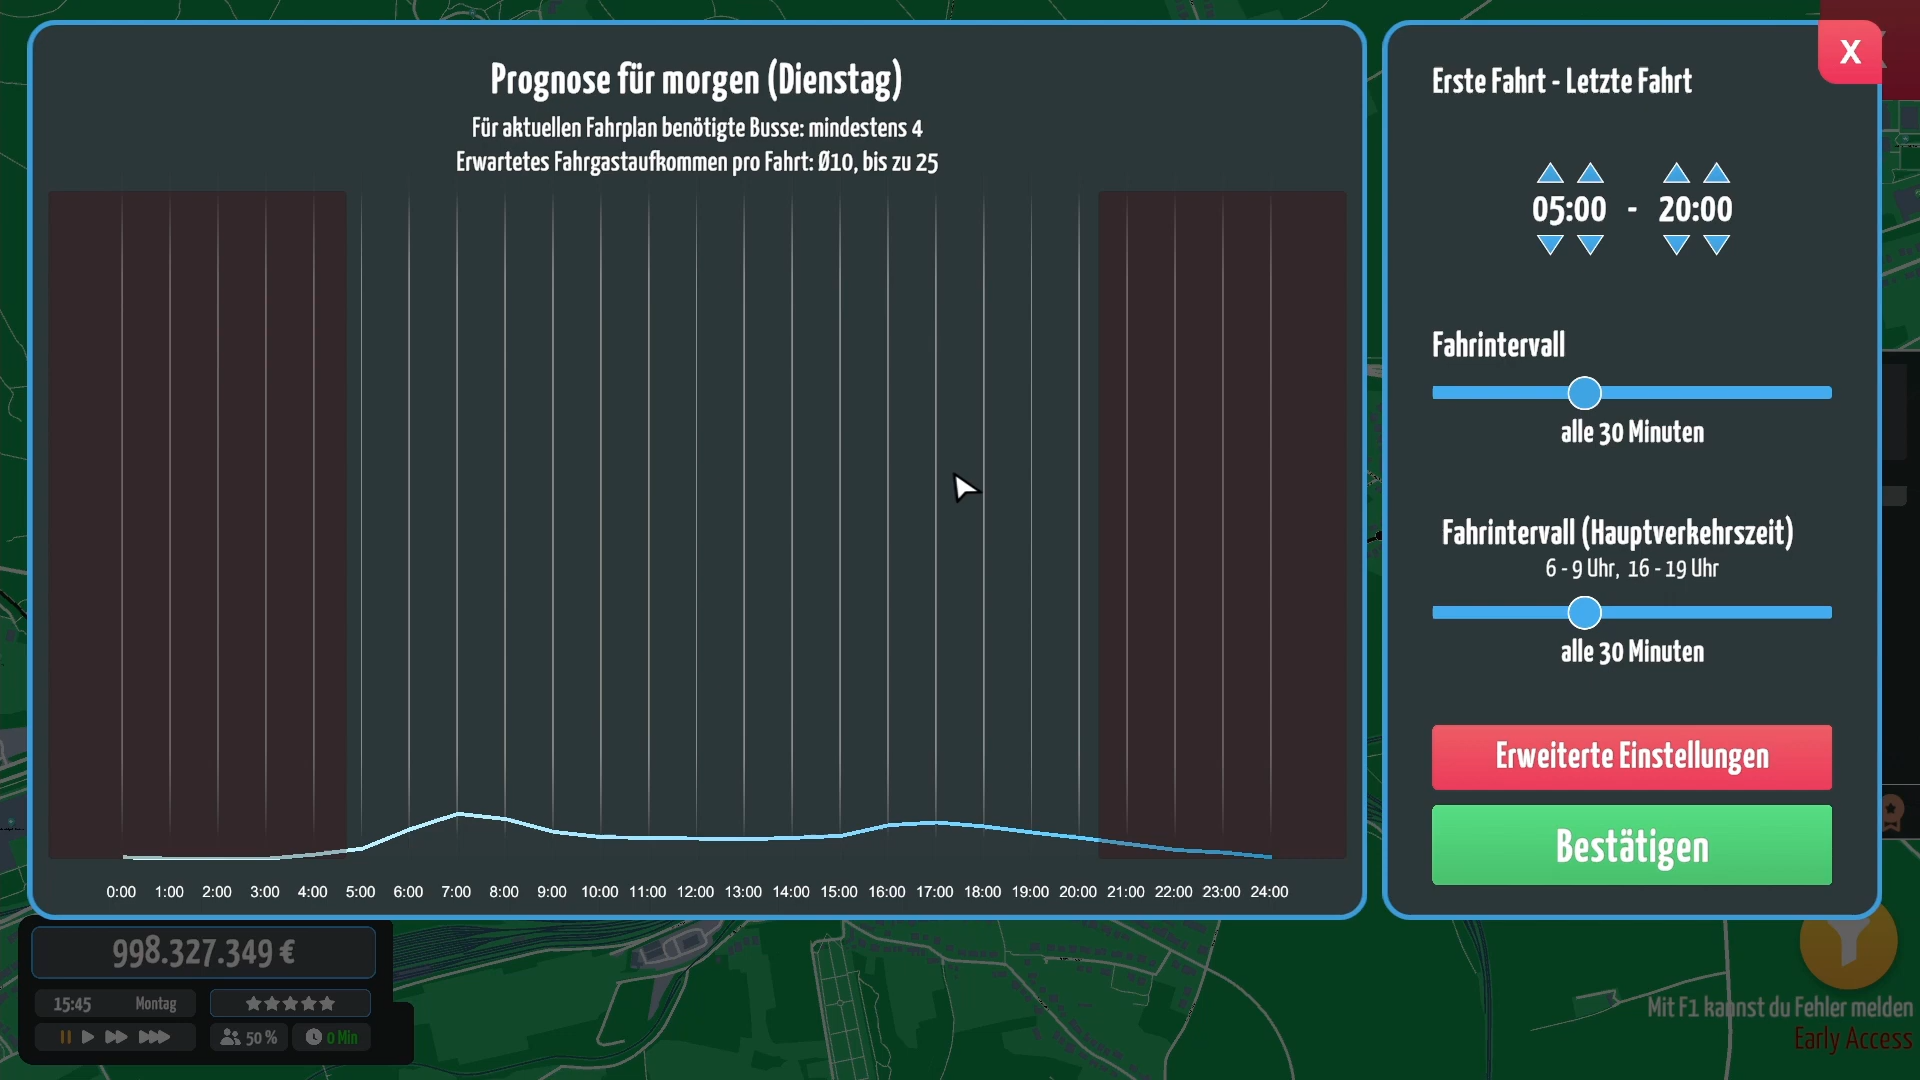 Prognose für morgen (Dienstag)
Für aktuellen Fahrplan benötigte Busse: mindestens 4
Erwartetes Fahrgastaufkommen pro Fahrt: Ø10, bis zu 25
0:00 1:00 2:00 3:00 4:00 5:00 6:00 7:00 8:00 9:00 10:00 11:00 12:00 13:00 14:00 15:00 16:00 17:00 18:00 19:00 20:00 21:00 22:00 23:00 24:00
X
Erste Fahrt - Letzte Fahrt
05:00 - 20:00
Fahrintervall
alle 30 Minuten
Fahrintervall (Hauptverkehrszeit)
6 - 9 Uhr, 16 - 19 Uhr
alle 30 Minuten
Erweiterte Einstellungen
Bestätigen
998.327.349 €
15:45 Montag
50 % 0 Min
Mit F1 kannst du Fehler melden
Early Access